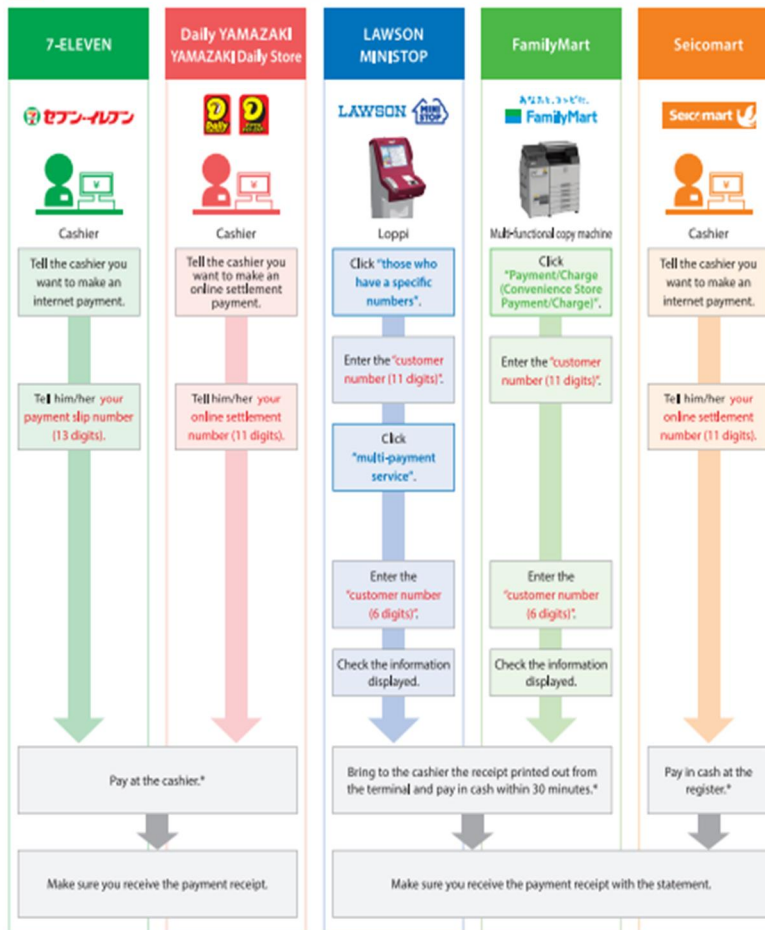 7-ELEVEN
Daily YAMAZAKI
YAMAZAKI Daily Store
LAWSON
MINISTOP
FamilyMart
Seicomart
セブン-イレブン
Daily
LAWSON
MINI
STOP
あなたと、コンビに、
FamilyMart
Seicomart
¥
¥
¥
Cashier
Cashier
Loppi
Multi-functional copy machine
Cashier
Tell the cashier you
want to make an
internet payment.
Tell the cashier you
want to make an
online settlement
payment.
Click "those who
have a specific
numbers".
Click
"Payment/Charge
(Convenience Store
Payment/Charge)".
Tell the cashier you
want to make an
internet payment.
Enter the "customer
number (11 digits)".
Enter the "customer
number (11 digits)".
Tell him/her your
payment slip number
(13 digits).
Tell him/her your
online settlement
number (11 digits).
Click
"multi-payment
service".
Tell him/her your
online settlement
number (11 digits).
Enter the
"customer number
(6 digits)".
Enter the
"customer number
(6 digits)".
Check the information
displayed.
Check the information
displayed.
Pay at the cashier.*
Bring to the cashier the receipt printed out from
the terminal and pay in cash within 30 minutes.*
Pay in cash at the
register.*
Make sure you receive the payment receipt.
Make sure you receive the payment receipt with the statement.